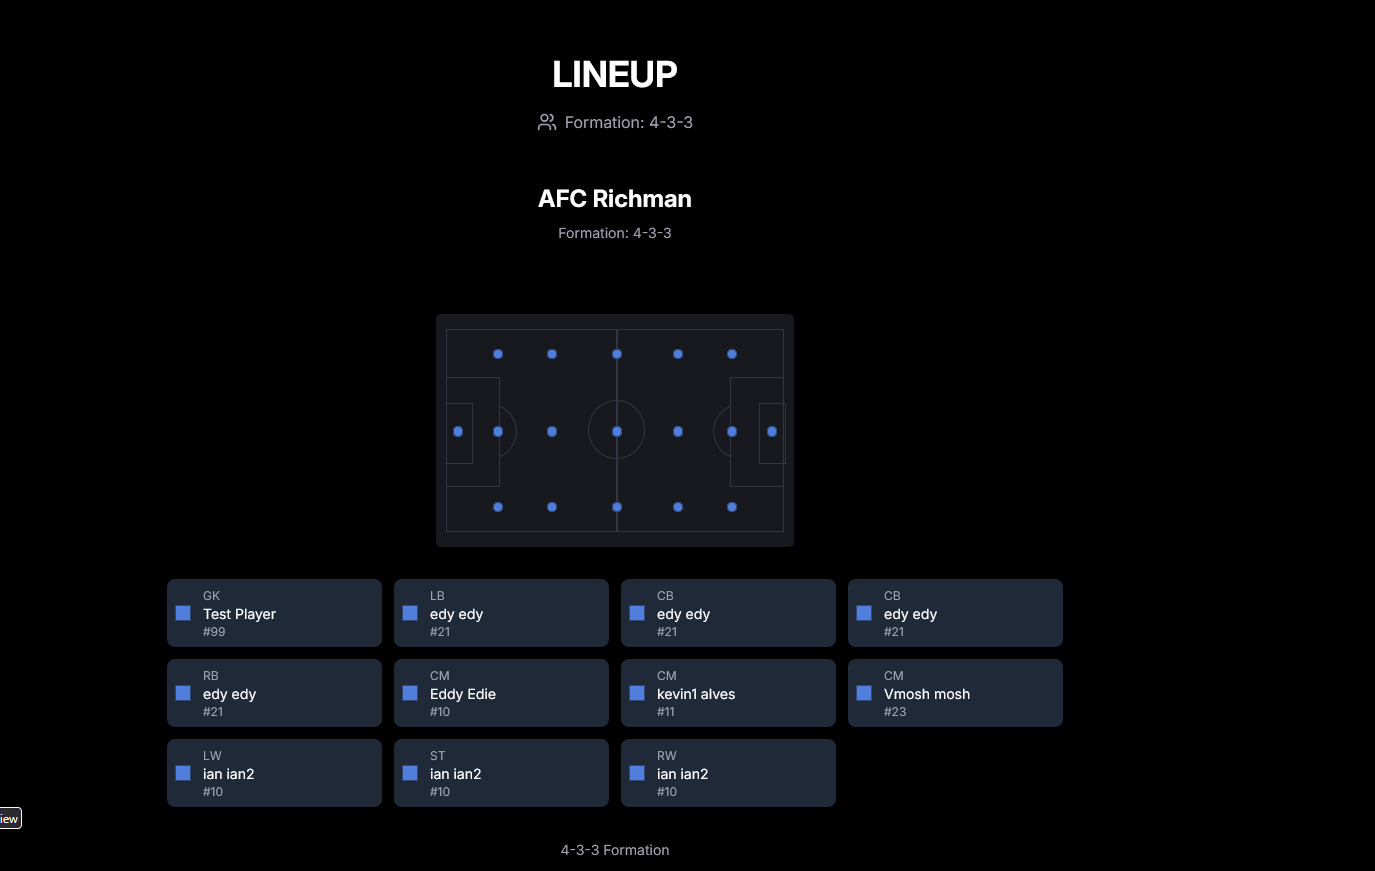 LINEUP
Formation: 4-3-3
AFC Richman
Formation: 4-3-3
GK
Test Player
#99
LB
edy edy
#21
CB
edy edy
#21
CB
edy edy
#21
RB
edy edy
#21
CM
Eddy Edie
#10
CM
kevin1 alves
#11
CM
Vmosh mosh
#23
LW
ian ian2
#10
ST
ian ian2
#10
RW
ian ian2
#10
iew
4-3-3 Formation